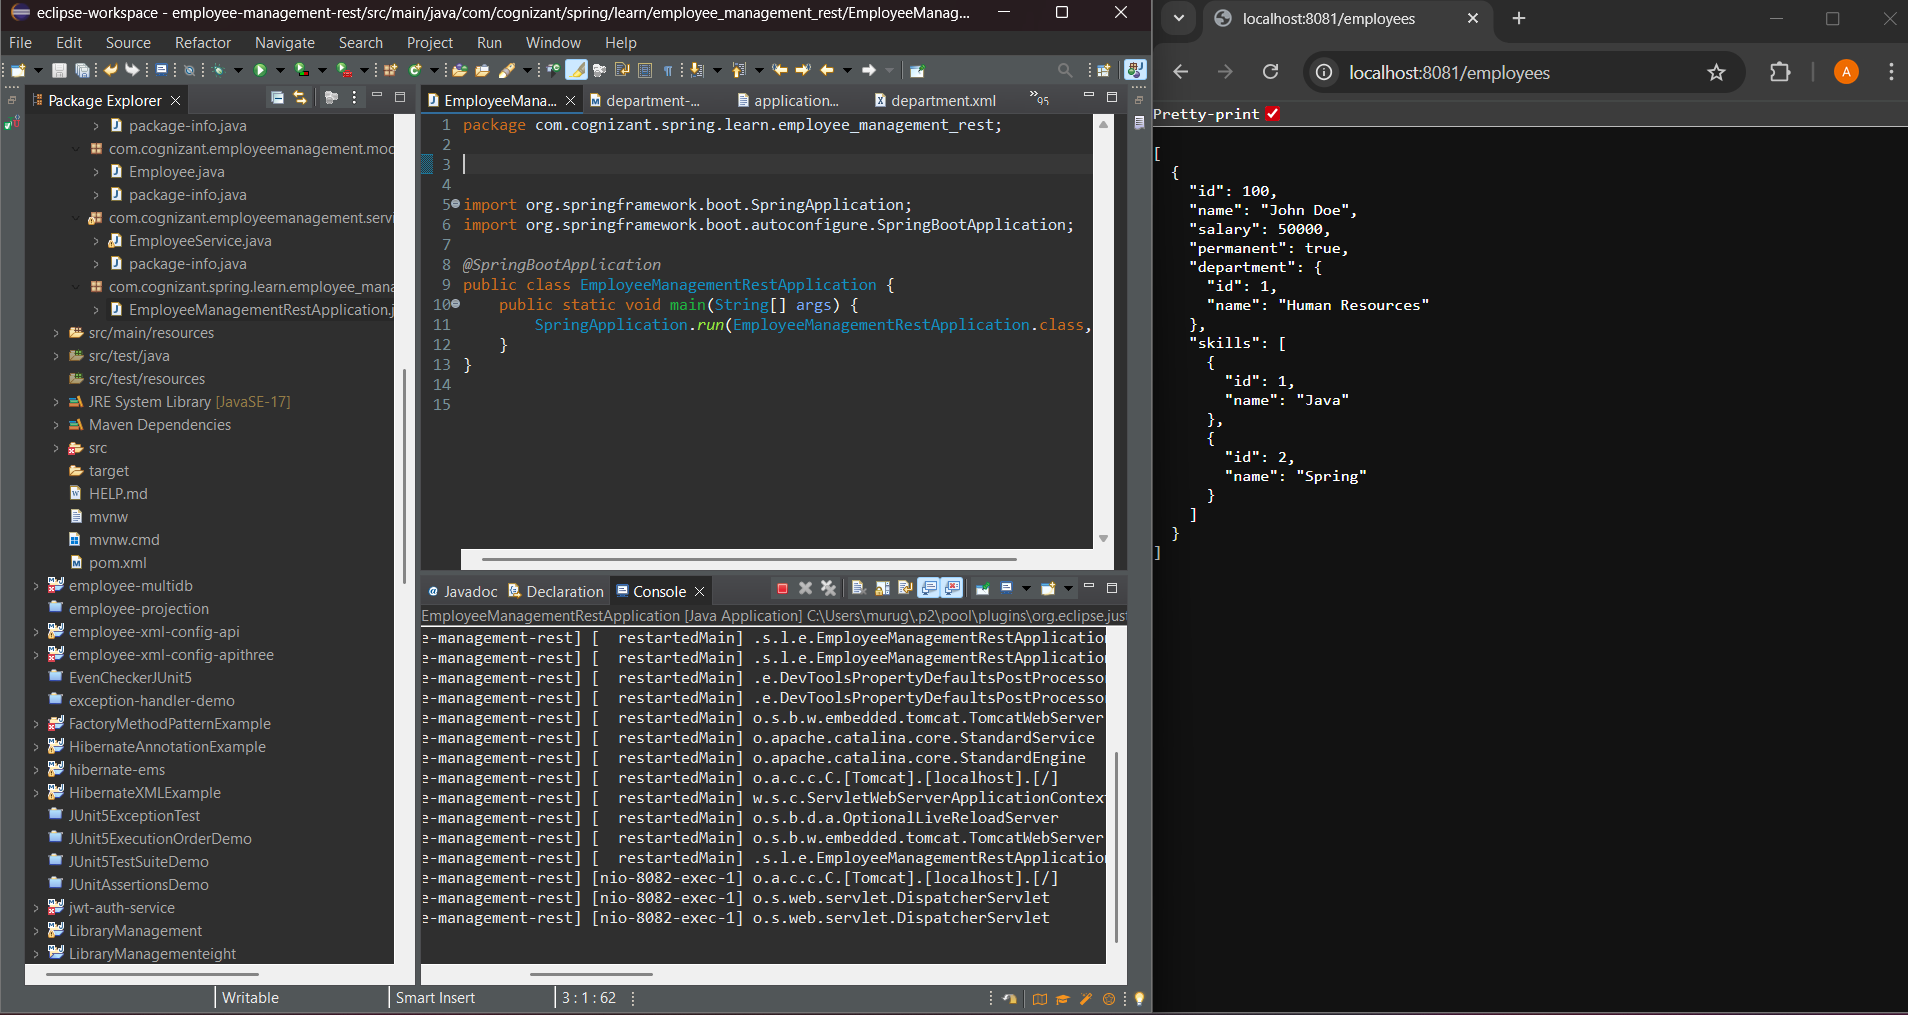 eclipse-workspace - employee-management-rest/src/main/java/com/cognizant/spring/learn/employee_management_rest/EmployeeManag...
File Edit Source Refactor Navigate Search Project Run Window Help
Package Explorer
package-info.java
com.cognizant.employeemanagement.moc
Employee.java
package-info.java
com.cognizant.employeemanagement.servi
EmployeeService.java
package-info.java
com.cognizant.spring.learn.employee_mana
EmployeeManagementRestApplication.j
src/main/resources
src/test/java
src/test/resources
JRE System Library [JavaSE-17]
Maven Dependencies
src
target
HELP.md
mvnw
mvnw.cmd
pom.xml
employee-multidb
employee-projection
employee-xml-config-api
employee-xml-config-apithree
EvenCheckerJUnit5
exception-handler-demo
FactoryMethodPatternExample
HibernateAnnotationExample
hibernate-ems
HibernateXMLExample
JUnit5ExceptionTest
JUnit5ExecutionOrderDemo
JUnit5TestSuiteDemo
JUnitAssertionsDemo
jwt-auth-service
LibraryManagement
LibraryManagementeight
EmployeeMana... department-... application... department.xml »95
1 package com.cognizant.spring.learn.employee_management_rest;
2
3
4
5 import org.springframework.boot.SpringApplication;
6 import org.springframework.boot.autoconfigure.SpringBootApplication;
7
8 @SpringBootApplication
9 public class EmployeeManagementRestApplication {
10 public static void main(String[] args) {
11 SpringApplication.run(EmployeeManagementRestApplication.class,
12 }
13 }
14
15
Javadoc Declaration Console
EmployeeManagementRestApplication [Java Application] C:\Users\murug\.p2\pool\plugins\org.eclipse.just
e-management-rest] [ restartedMain] .s.l.e.EmployeeManagementRestApplication
e-management-rest] [ restartedMain] .s.l.e.EmployeeManagementRestApplication
e-management-rest] [ restartedMain] .e.DevToolsPropertyDefaultsPostProcessor
e-management-rest] [ restartedMain] .e.DevToolsPropertyDefaultsPostProcessor
e-management-rest] [ restartedMain] o.s.b.w.embedded.tomcat.TomcatWebServer
e-management-rest] [ restartedMain] o.apache.catalina.core.StandardService
e-management-rest] [ restartedMain] o.apache.catalina.core.StandardEngine
e-management-rest] [ restartedMain] o.a.c.c.C.[Tomcat].[localhost].[/]
e-management-rest] [ restartedMain] w.s.c.ServletWebServerApplicationContext
e-management-rest] [ restartedMain] o.s.b.d.a.OptionalLiveReloadServer
e-management-rest] [ restartedMain] o.s.b.w.embedded.tomcat.TomcatWebServer
e-management-rest] [ restartedMain] .s.l.e.EmployeeManagementRestApplication
e-management-rest] [nio-8082-exec-1] o.a.c.c.C.[Tomcat].[localhost].[/]
e-management-rest] [nio-8082-exec-1] o.s.web.servlet.DispatcherServlet
e-management-rest] [nio-8082-exec-1] o.s.web.servlet.DispatcherServlet
Writable Smart Insert 3 : 1 : 62
localhost:8081/employees
localhost:8081/employees
A
Pretty-print
[
{
"id": 100,
"name": "John Doe",
"salary": 50000,
"permanent": true,
"department": {
"id": 1,
"name": "Human Resources"
},
"skills": [
{
"id": 1,
"name": "Java"
},
{
"id": 2,
"name": "Spring"
}
]
}
]